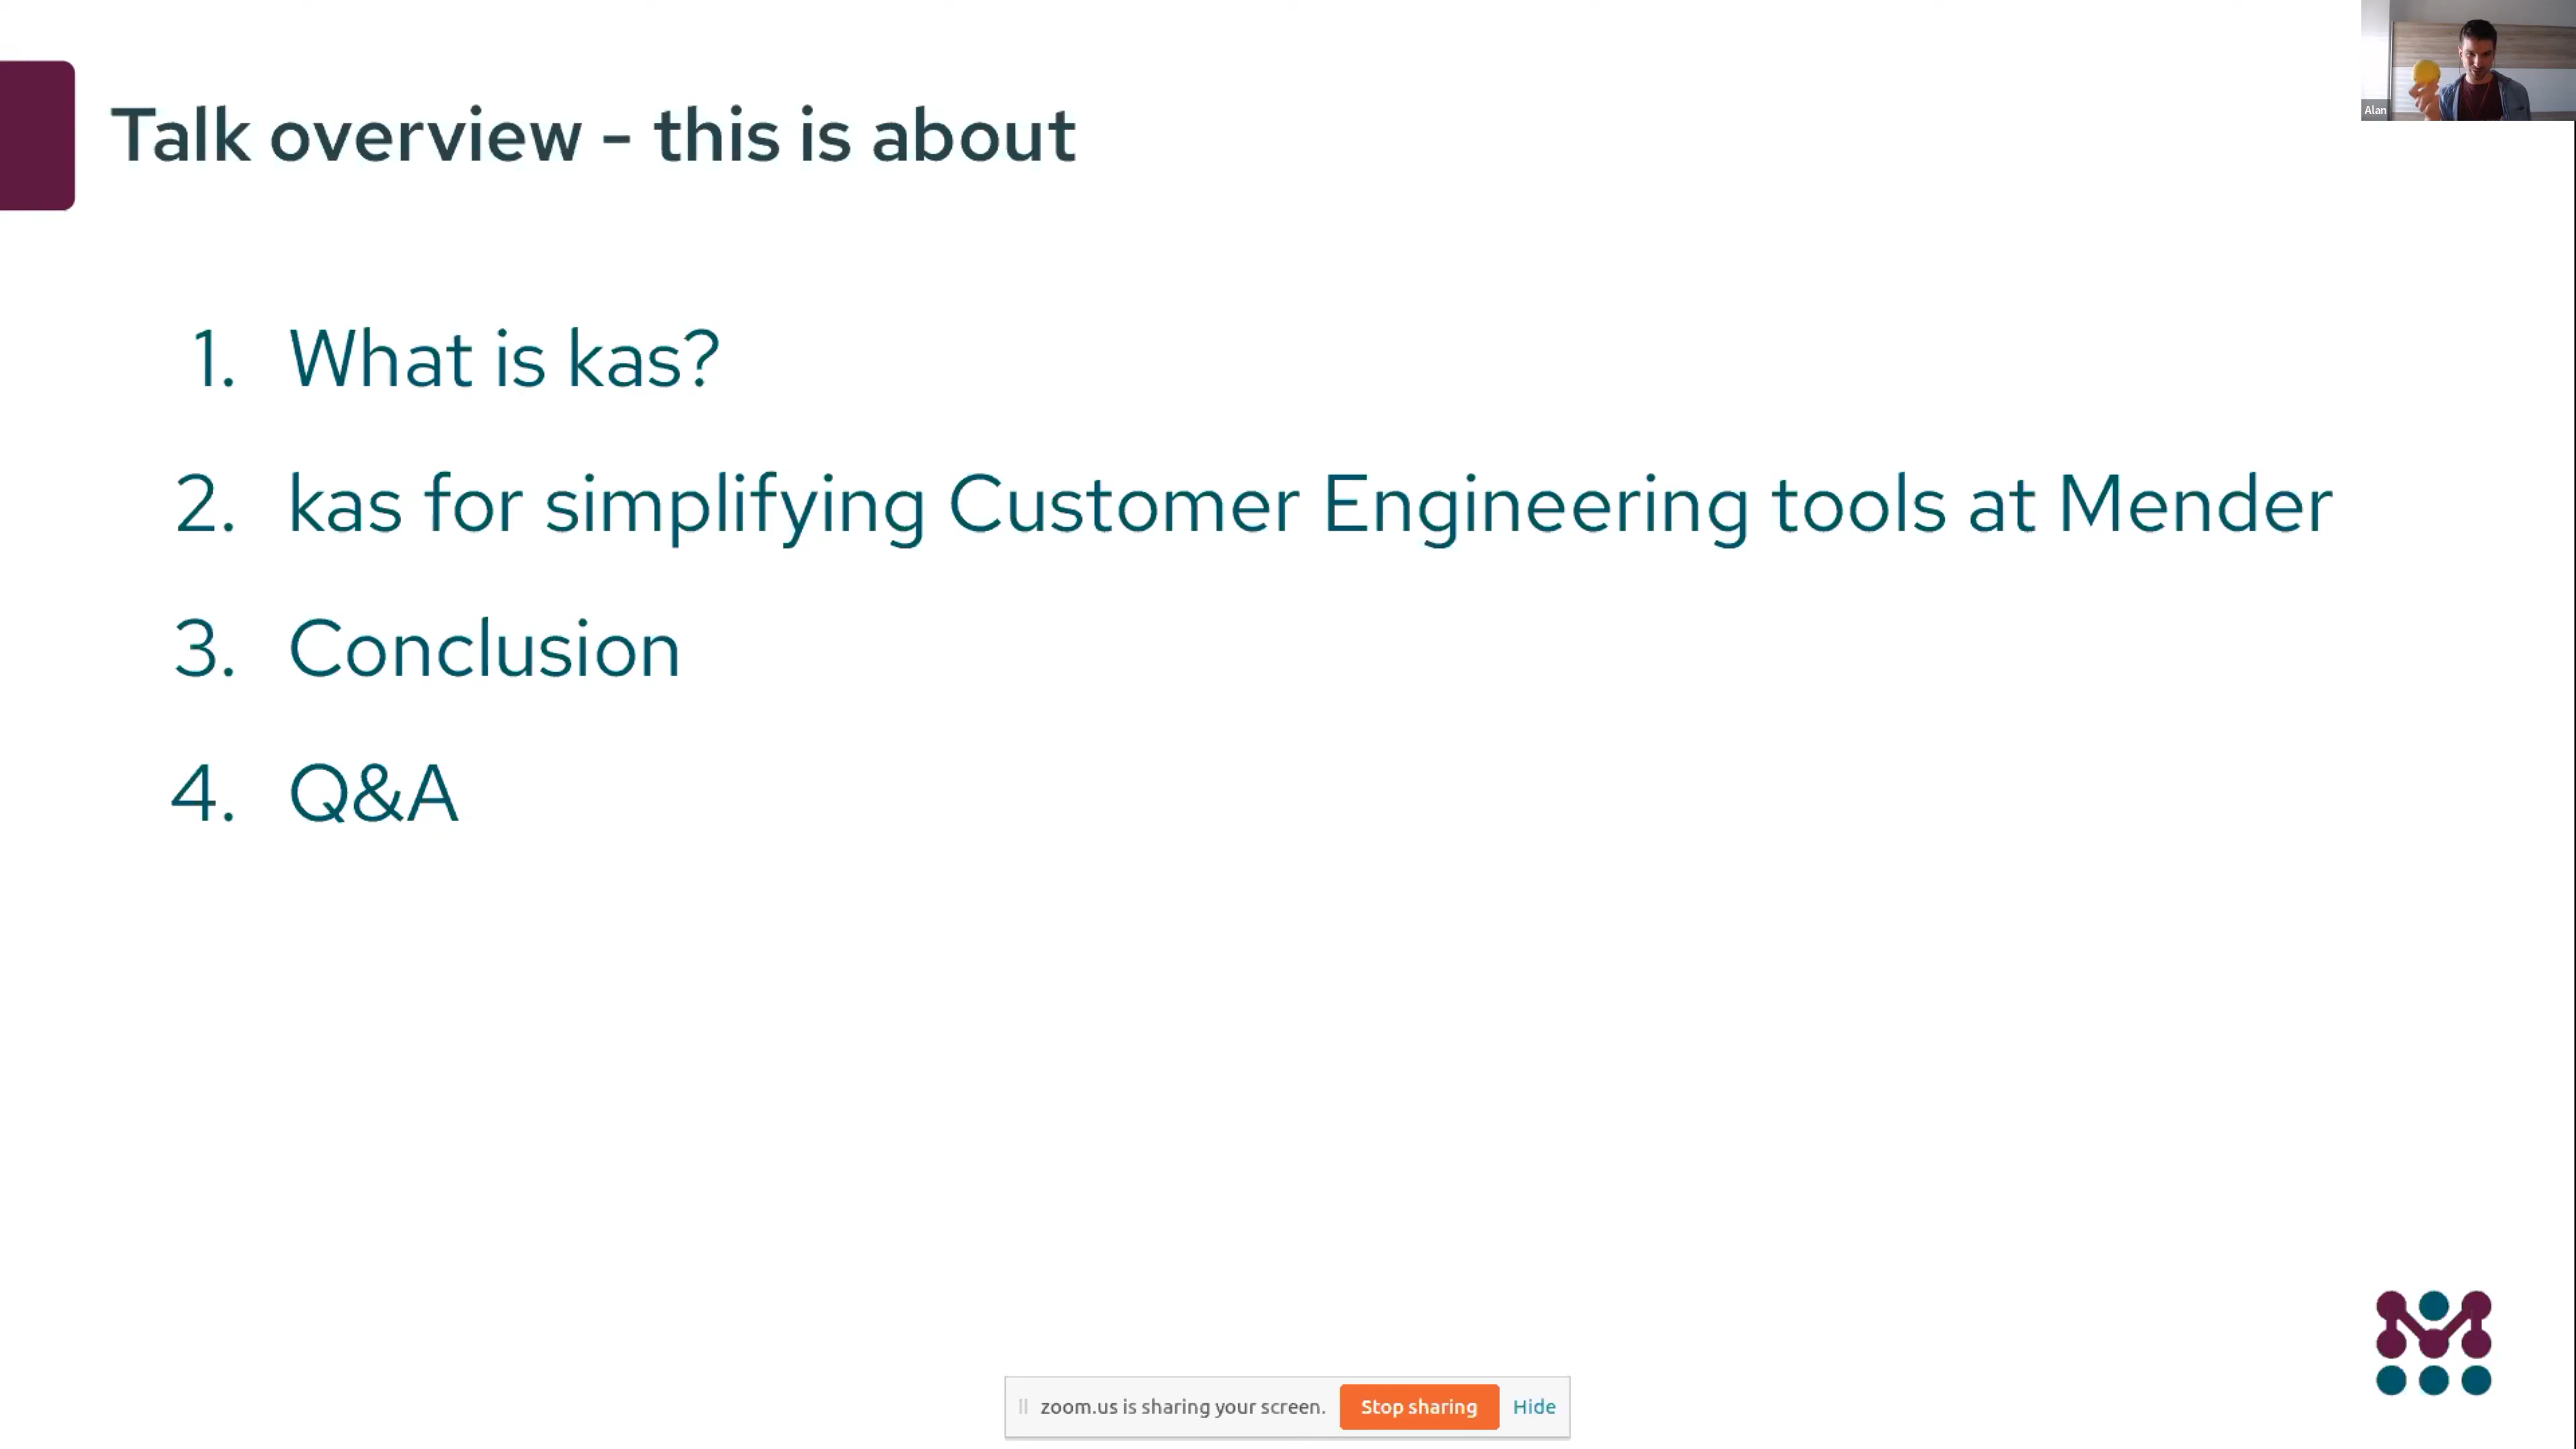 Alan
Talk overview - this is about
1. What is kas?
2. kas for simplifying Customer Engineering tools at Mender
3. Conclusion
4. Q&A
zoom.us is sharing your screen. Stop sharing Hide